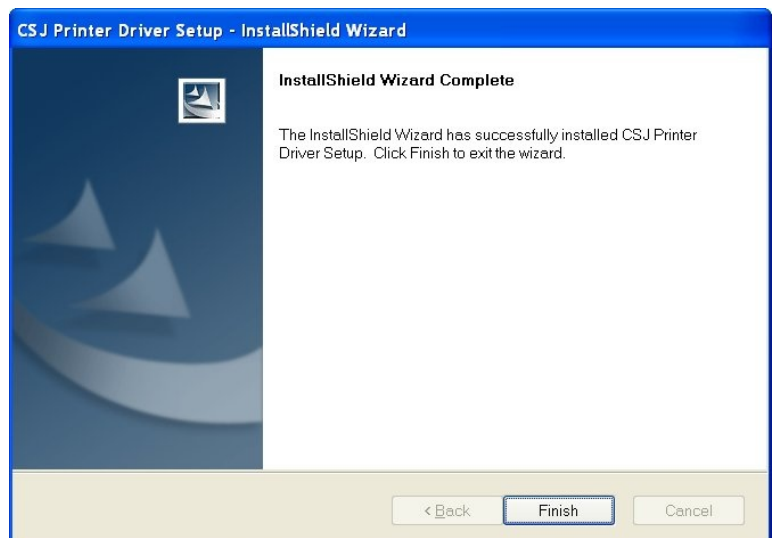 CSJ Printer Driver Setup - InstallShield Wizard
InstallShield Wizard Complete
The InstallShield Wizard has successfully installed CSJ Printer
Driver Setup. Click Finish to exit the wizard.
< Back Finish Cancel